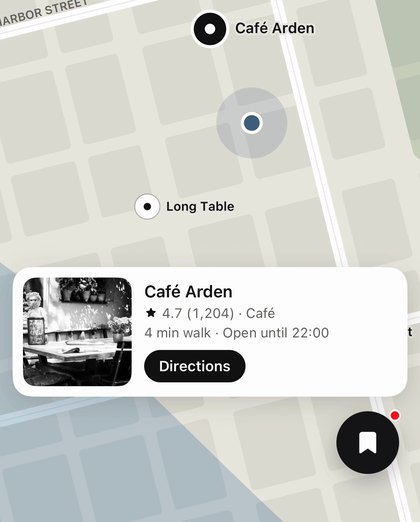 HARBOR STREET
Café Arden
Long Table
Café Arden
4.7 (1,204) · Café
4 min walk · Open until 22:00
Directions